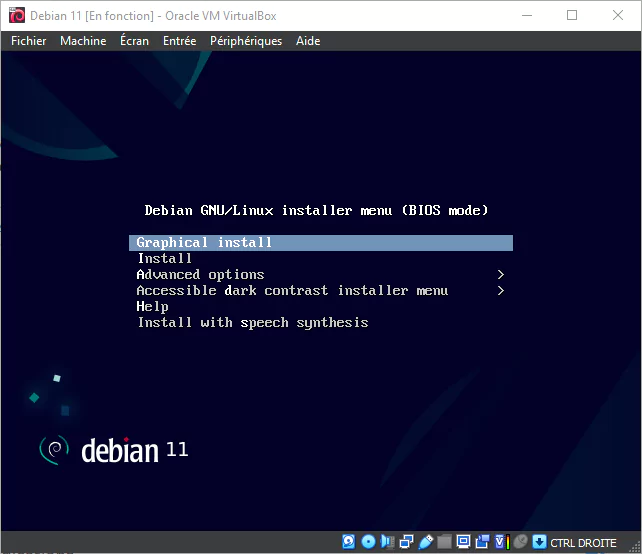 Debian 11 [En fonction] - Oracle VM VirtualBox
Fichier Machine Écran Entrée Périphériques Aide
Debian GNU/Linux installer menu (BIOS mode)
Graphical install
Install
Advanced options >
Accessible dark contrast installer menu >
Help
Install with speech synthesis
debian 11
CTRL DROITE